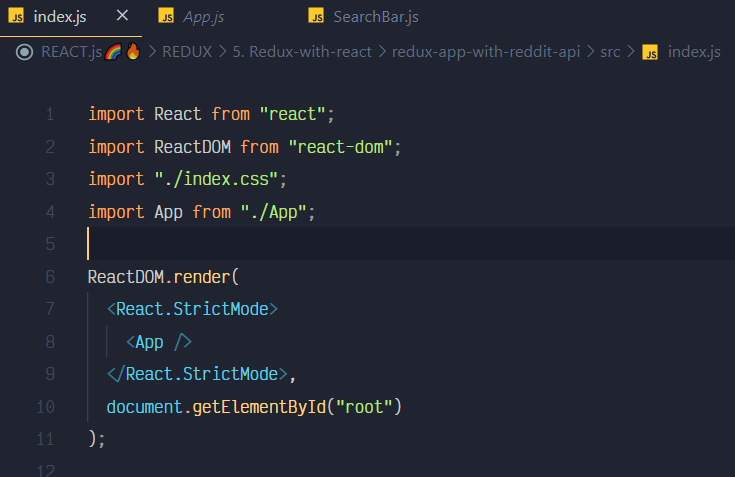 JS index.js × JS App.js JS SearchBar.js
REACT.js🌈🔥 > REDUX > 5. Redux-with-react > redux-app-with-reddit-api > src > JS index.js
1 import React from "react";
2 import ReactDOM from "react-dom";
3 import "./index.css";
4 import App from "./App";
5
6 ReactDOM.render(
7 <React.StrictMode>
8 <App />
9 </React.StrictMode>,
10 document.getElementById("root")
11 );
12